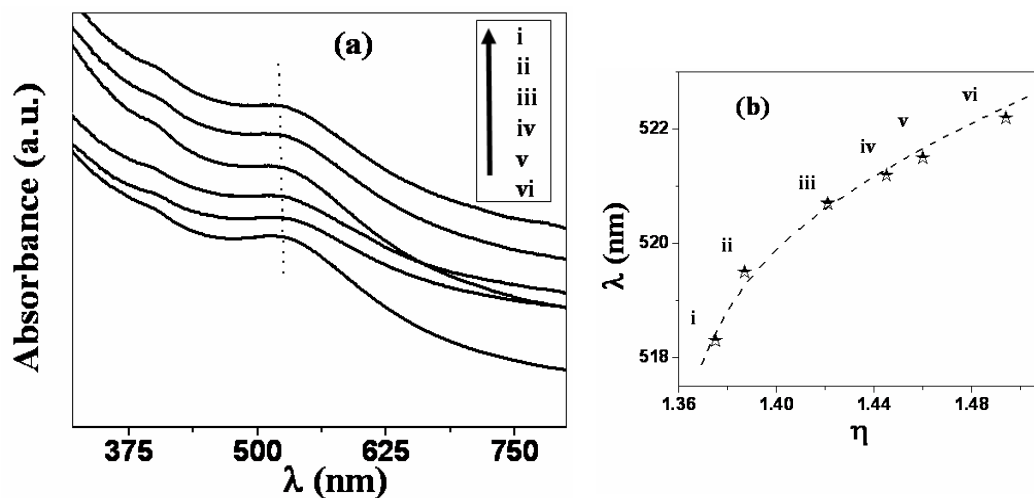 (a)
i
ii
iii
iv
v
vi
Absorbance (a.u.)
375 500 625 750
λ (nm)
(b)
522
520
518
λ (nm)
i
ii
iii
iv
v
vi
1.36 1.40 1.44 1.48
η